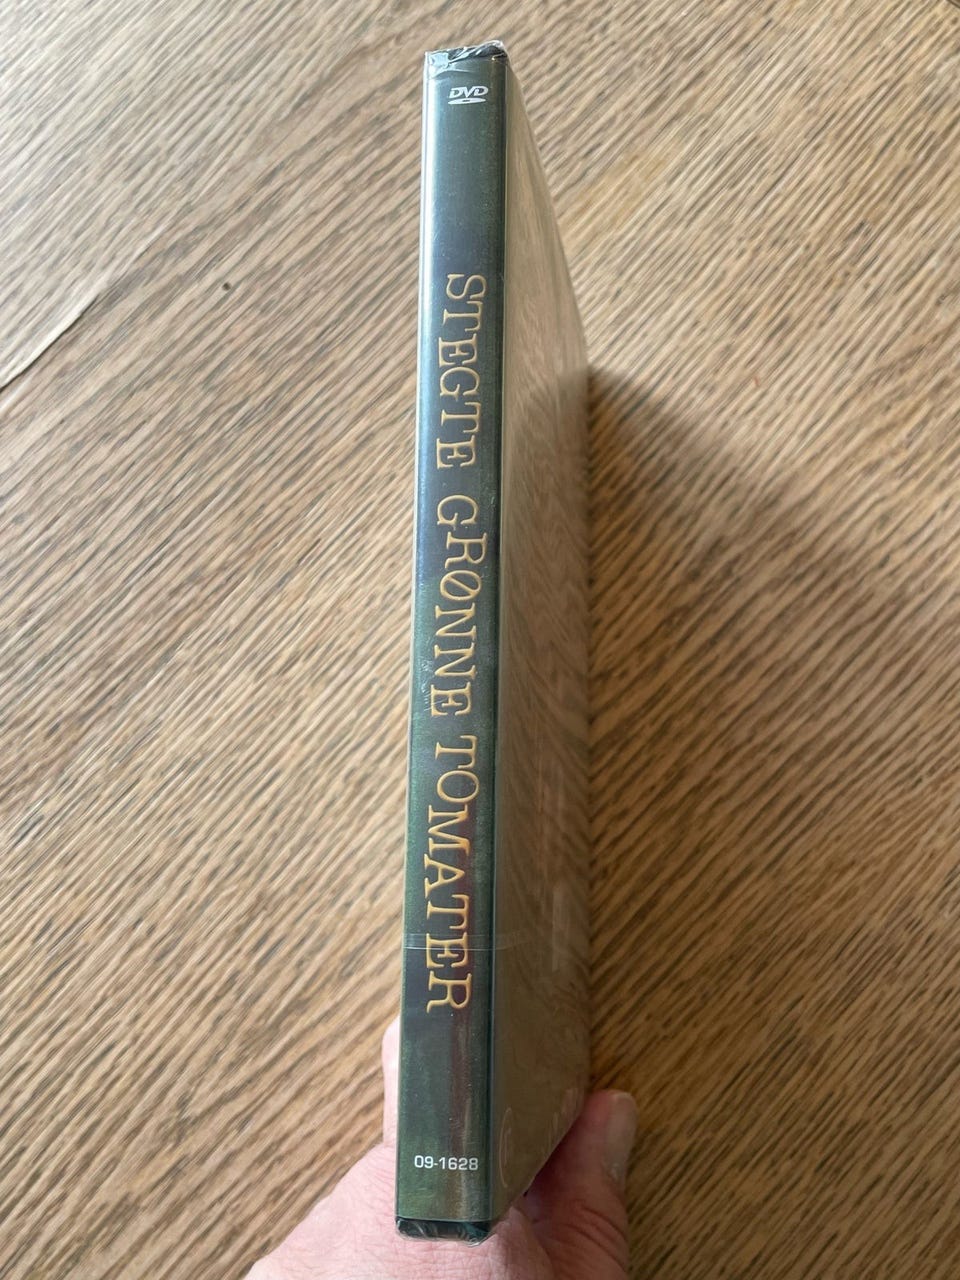 DVD
STEGTE GRØNNE TOMATER
09-1628